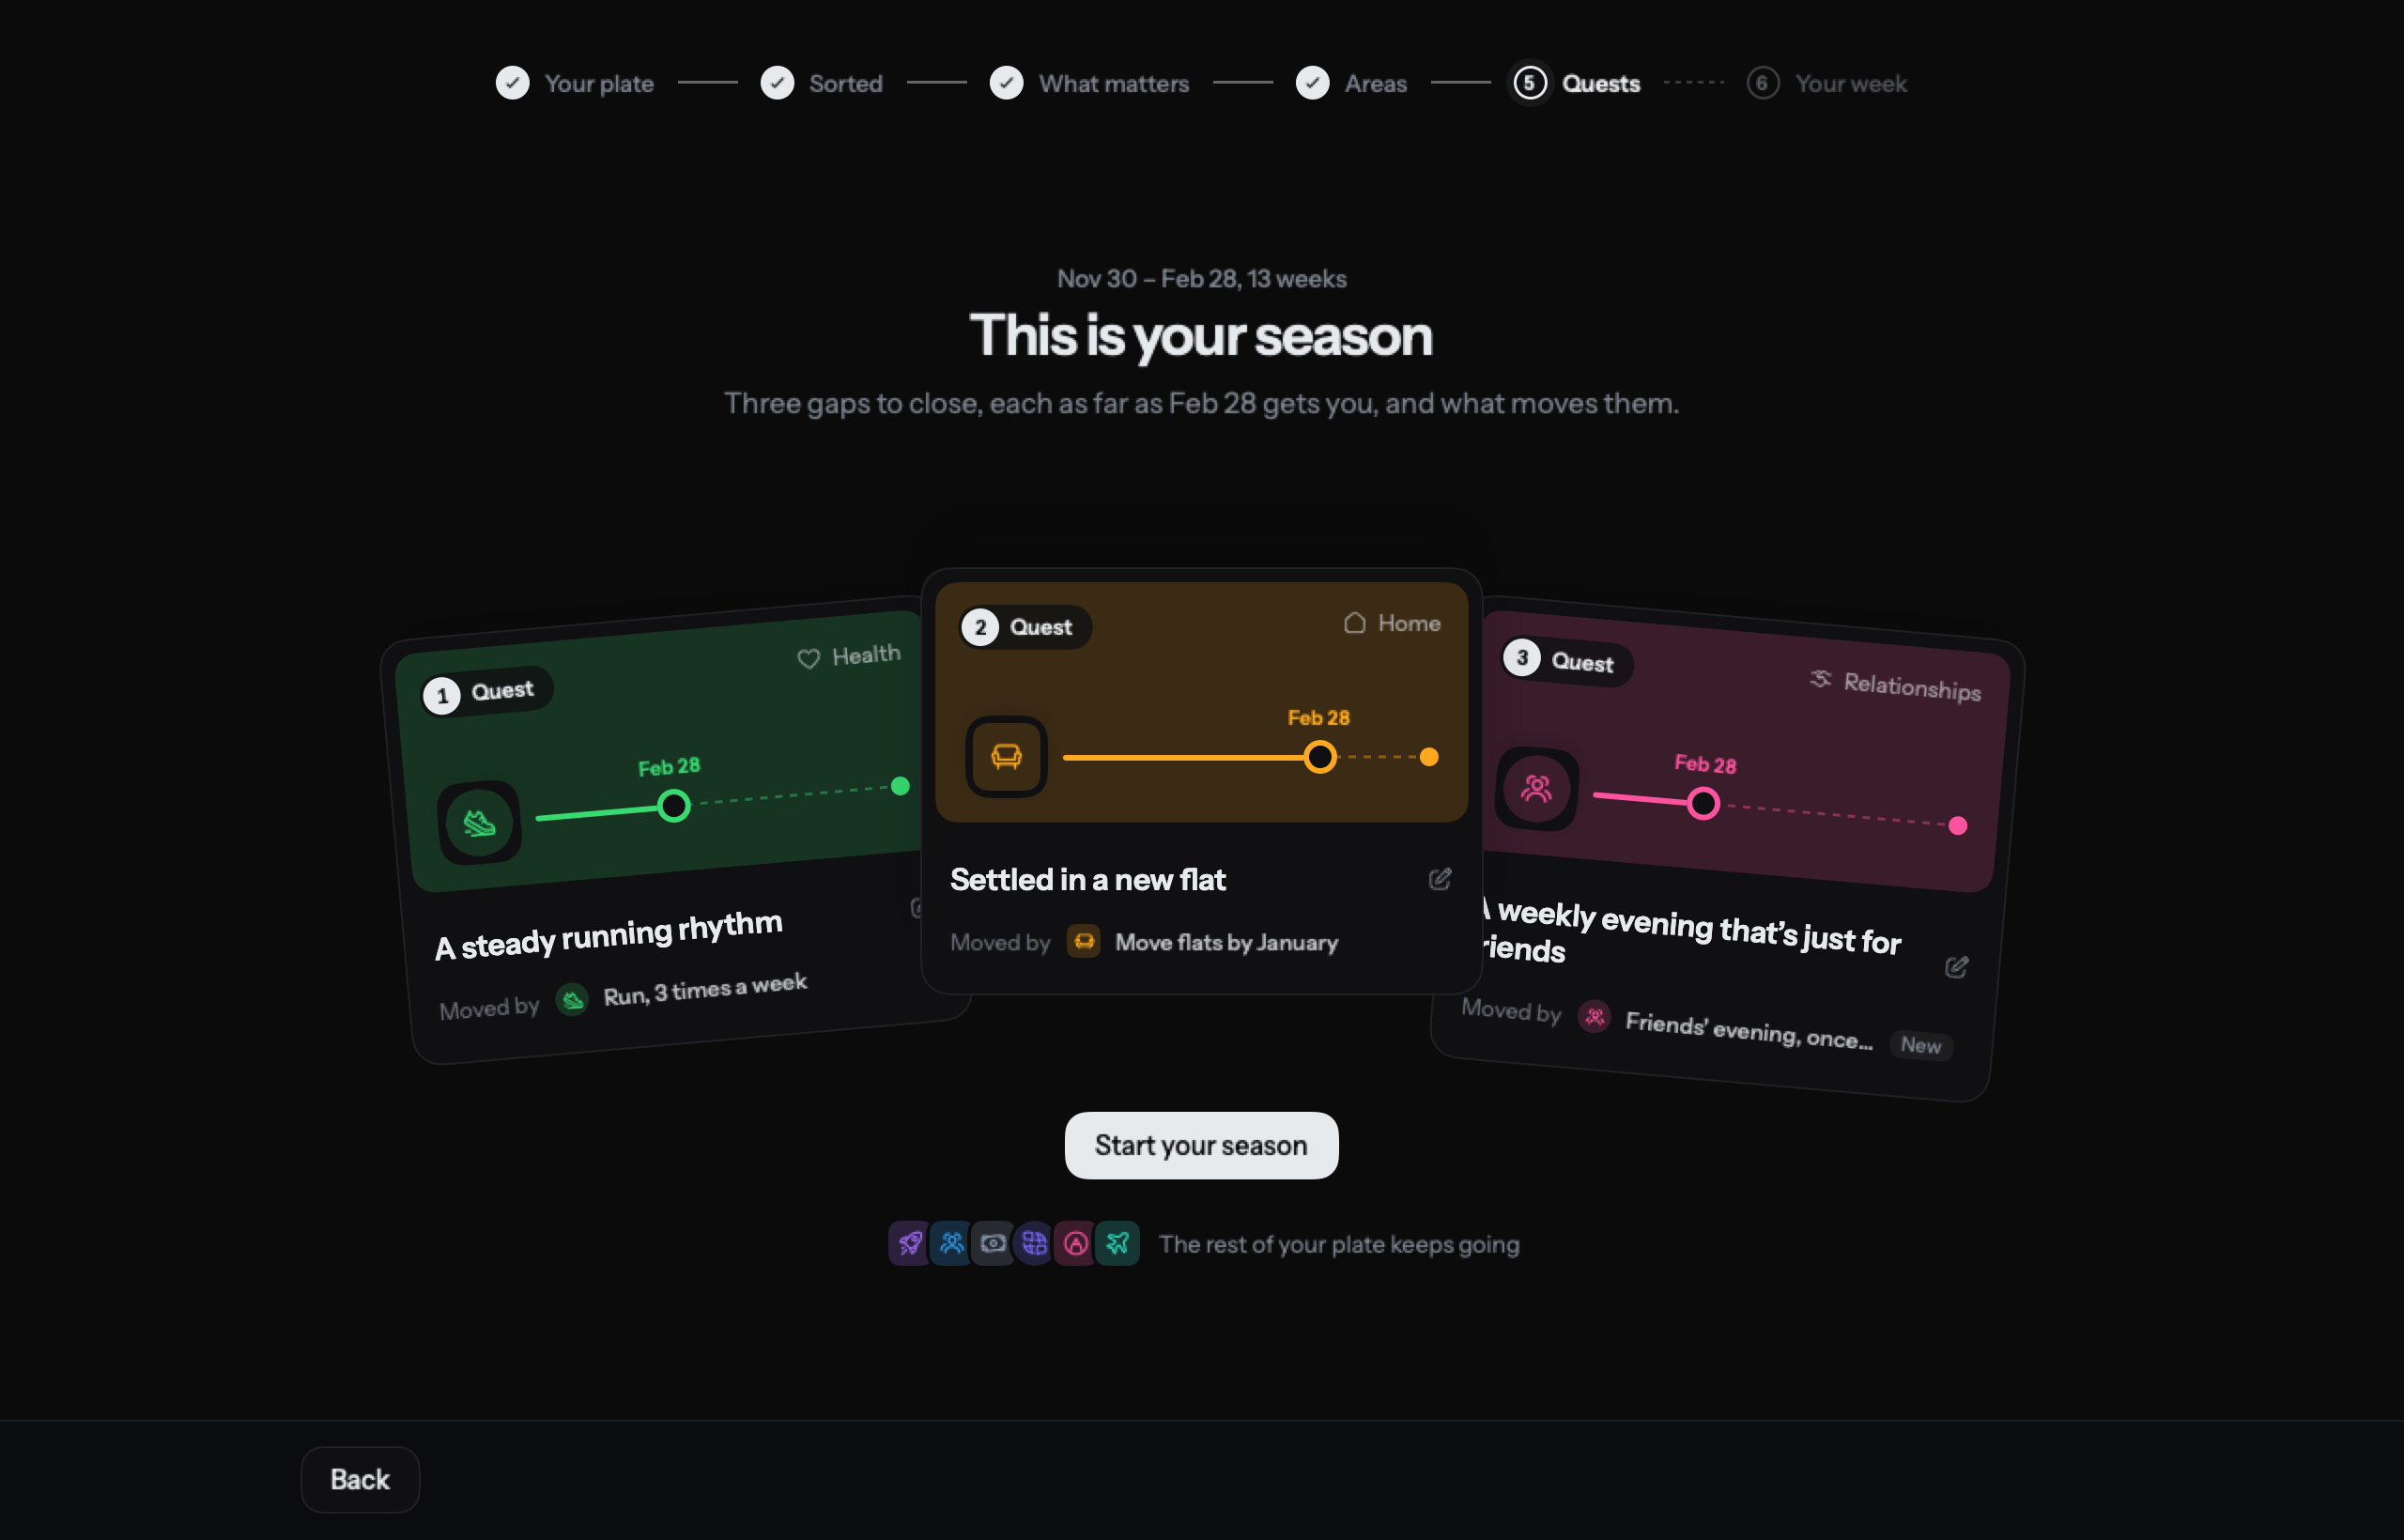 Your plate
Sorted
What matters
Areas
5 Quests
6 Your week
Nov 30 – Feb 28, 13 weeks
This is your season
Three gaps to close, each as far as Feb 28 gets you, and what moves them.
1 Quest
Health
Feb 28
A steady running rhythm
Moved by Run, 3 times a week
2 Quest
Home
Feb 28
Settled in a new flat
Moved by Move flats by January
3 Quest
Relationships
Feb 28
A weekly evening that's just for
riends
Moved by Friends' evening, once... New
Start your season
The rest of your plate keeps going
Back